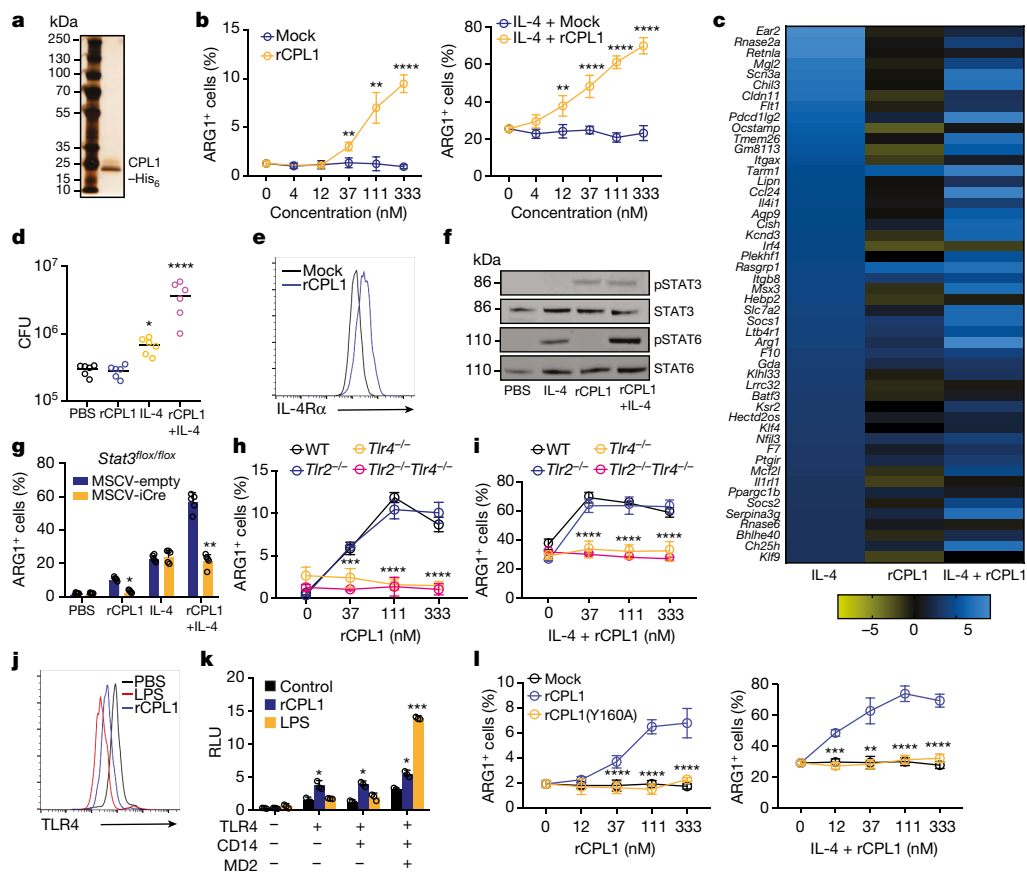 a
kDa
250
130
100
70
50
35
25
15
10
CPL1
–His6
b
Mock
rCPL1
ARG1+ cells (%)
15
10
5
0
**
**
****
0 4 12 37 111 333
Concentration (nM)
IL-4 + Mock
IL-4 + rCPL1
ARG1+ cells (%)
80
60
40
20
0
**
****
****
****
0 4 12 37 111 333
Concentration (nM)
c
Ear2
Rnase2a
Retnla
Mgl2
Scn3a
Chil3
Cldn11
Flt1
Pdcd1lg2
Ocstamp
Tmem26
Gm8113
Itgax
Tarm1
Lipn
Ccl24
Il4i1
Aqp9
Cish
Kcnd3
Irf4
Plekhf1
Rasgrp1
Itgb8
Msx3
Hebp2
Slc7a2
Socs1
Ltb4r1
Arg1
F10
Gda
Klhl33
Lrrc32
Batf3
Ksr2
Hectd2os
Klf4
Nfil3
F7
Ptgir
Mcf2l
Il1rl1
Ppargc1b
Socs2
Serpina3g
Rnase6
Bhlhe40
Ch25h
Klf9
IL-4 rCPL1 IL-4 + rCPL1
−5 0 5
d
CFU
10^7
10^6
10^5
*
****
PBS rCPL1 IL-4 rCPL1
+IL-4
e
Mock
rCPL1
IL-4Rα
f
kDa
86 pSTAT3
86 STAT3
110 pSTAT6
110 STAT6
PBS IL-4 rCPL1 rCPL1
+IL-4
g
Stat3flox/flox
MSCV-empty
MSCV-iCre
ARG1+ cells (%)
80
60
40
20
0
*
**
PBS rCPL1 IL-4 rCPL1
+IL-4
h
WT Tlr4−/−
Tlr2−/− Tlr2−/−Tlr4−/−
ARG1+ cells (%)
15
10
5
0
***
****
****
0 37 111 333
rCPL1 (nM)
i
WT Tlr4−/−
Tlr2−/− Tlr2−/−Tlr4−/−
ARG1+ cells (%)
100
80
60
40
20
0
****
****
****
0 37 111 333
IL-4 + rCPL1 (nM)
j
PBS
LPS
rCPL1
TLR4
k
Control
rCPL1
LPS
RLU
20
15
10
5
0
*
*
*
***
TLR4 – + + +
CD14 – – + +
MD2 – – – +
l
Mock
rCPL1
rCPL1(Y160A)
ARG1+ cells (%)
10
8
6
4
2
0
****
****
****
0 12 37 111 333
rCPL1 (nM)
ARG1+ cells (%)
100
80
60
40
20
0
***
**
****
****
0 12 37 111 333
IL-4 + rCPL1 (nM)